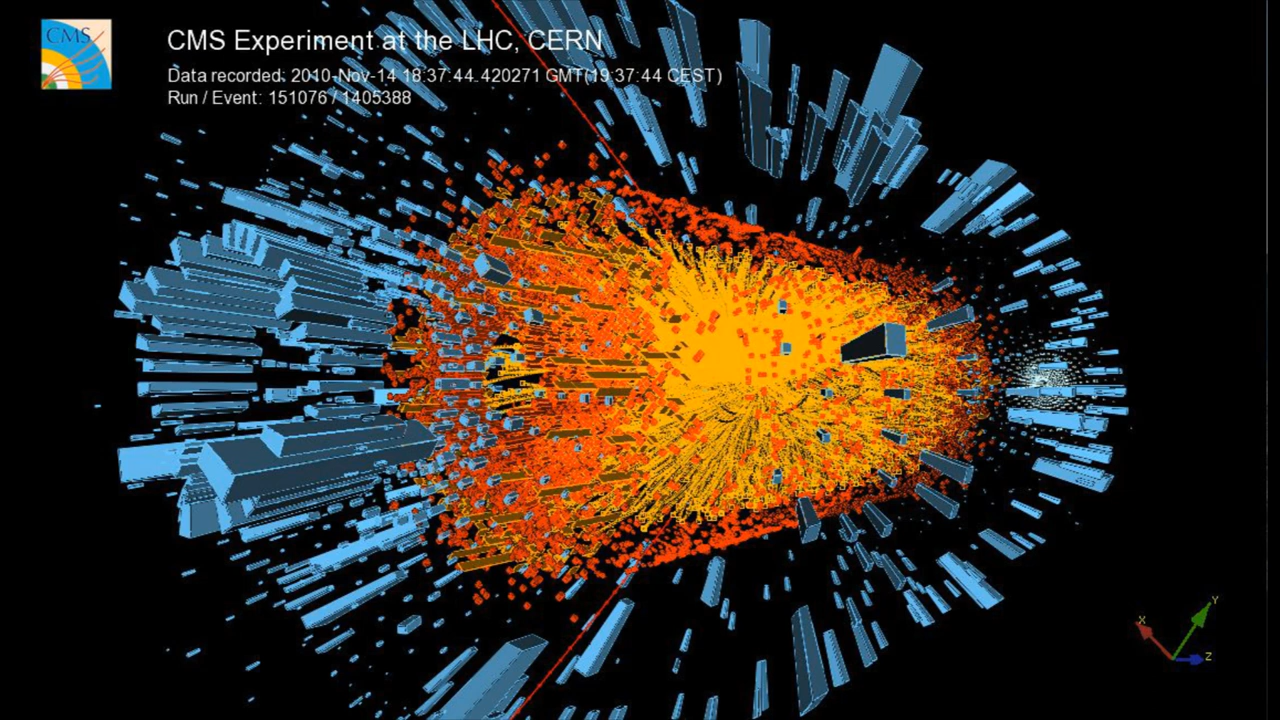 CMS
CMS Experiment at the LHC, CERN
Data recorded: 2010-Nov-14 18:37:44.420271 GMT(19:37:44 CEST)
Run / Event: 151076 / 1405388
Y
X
Z